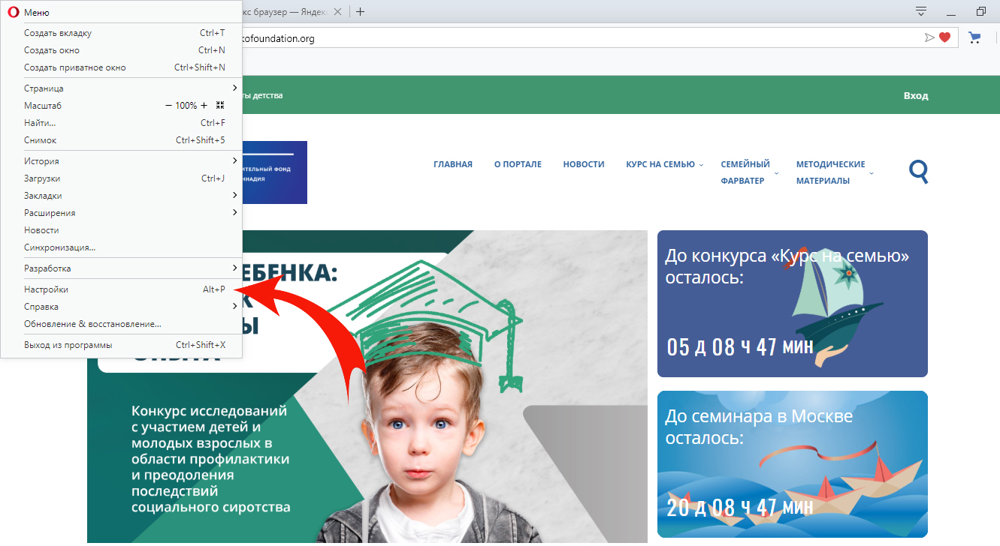 Меню
кс браузер — Яндекс
Создать вкладку Ctrl+T
Создать окно Ctrl+N
Создать приватное окно Ctrl+Shift+N
Страница
Масштаб — 100% +
Найти... Ctrl+F
Снимок Ctrl+Shift+5
История
Загрузки Ctrl+J
Закладки
Расширения
Новости
Синхронизация...
Разработка
Настройки Alt+P
Справка
Обновление & восстановление...
Выход из программы Ctrl+Shift+X
kofoundation.org
ты детства
Вход
ИТЕЛЬНЫЙ ФОНД
ННАДИЯ
ГЛАВНАЯ
О ПОРТАЛЕ
НОВОСТИ
КУРС НА СЕМЬЮ
СЕМЕЙНЫЙ
ФАРВАТЕР
МЕТОДИЧЕСКИЕ
МАТЕРИАЛЫ
ЕБЕНКА:
К
Ы
ОПЫТА
Конкурс исследований
с участием детей и
молодых взрослых в
области профилактики
и преодоления
последствий
социального сиротства
До конкурса «Курс на семью»
осталось:
05 д 08 ч 47 мин
До семинара в Москве
осталось:
20 д 08 ч 47 мин